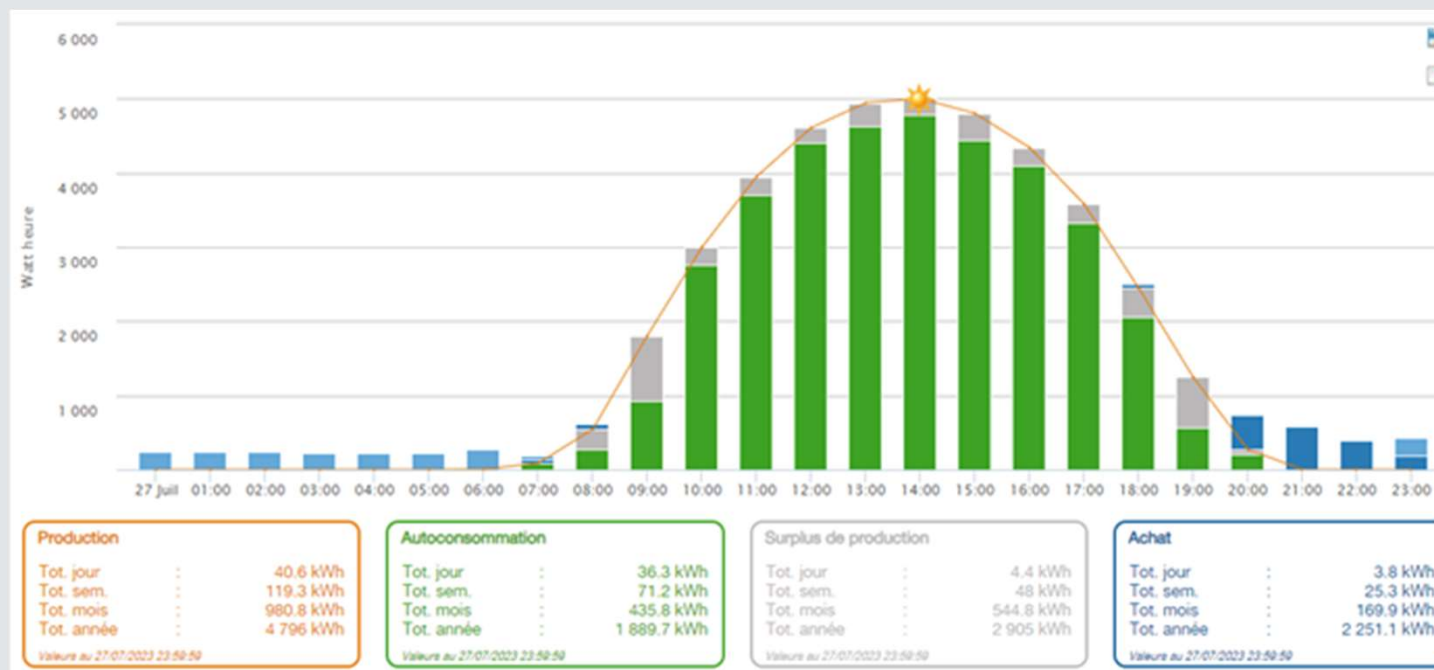 6 000
5 000
4 000
3 000
2 000
1 000
Watt heure
27 Juil 01:00 02:00 03:00 04:00 05:00 06:00 07:00 08:00 09:00 10:00 11:00 12:00 13:00 14:00 15:00 16:00 17:00 18:00 19:00 20:00 21:00 22:00 23:00
Production
Tot. jour : 40.6 kWh
Tot. sem. : 119.3 kWh
Tot. mois : 980.8 kWh
Tot. année : 4 796 kWh
Valeurs au 27/07/2023 23:59:59
Autoconsommation
Tot. jour : 36.3 kWh
Tot. sem. : 71.2 kWh
Tot. mois : 435.8 kWh
Tot. année : 1 889.7 kWh
Valeurs au 27/07/2023 23:59:59
Surplus de production
Tot. jour : 4.4 kWh
Tot. sem. : 48 kWh
Tot. mois : 544.8 kWh
Tot. année : 2 905 kWh
Valeurs au 27/07/2023 23:59:59
Achat
Tot. jour : 3.8 kWh
Tot. sem. : 25.3 kWh
Tot. mois : 169.9 kWh
Tot. année : 2 251.1 kWh
Valeurs au 27/07/2023 23:59:59